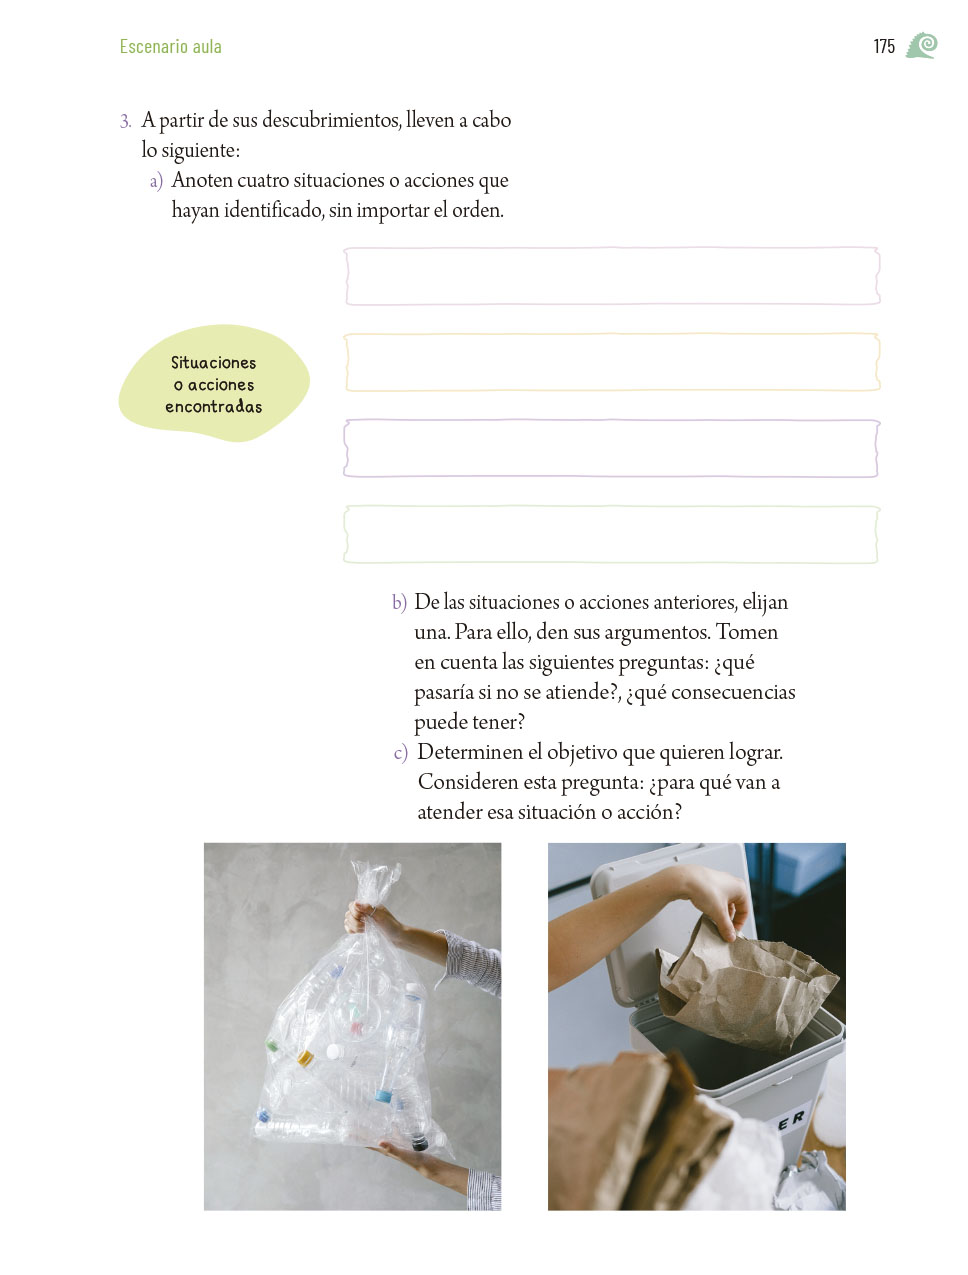 Escenario aula
175
3. A partir de sus descubrimientos, lleven a cabo
lo siguiente:
a) Anoten cuatro situaciones o acciones que
hayan identificado, sin importar el orden.
Situaciones
o acciones
encontradas
b) De las situaciones o acciones anteriores, elijan
una. Para ello, den sus argumentos. Tomen
en cuenta las siguientes preguntas: ¿qué
pasaría si no se atiende?, ¿qué consecuencias
puede tener?
c) Determinen el objetivo que quieren lograr.
Consideren esta pregunta: ¿para qué van a
atender esa situación o acción?
ER